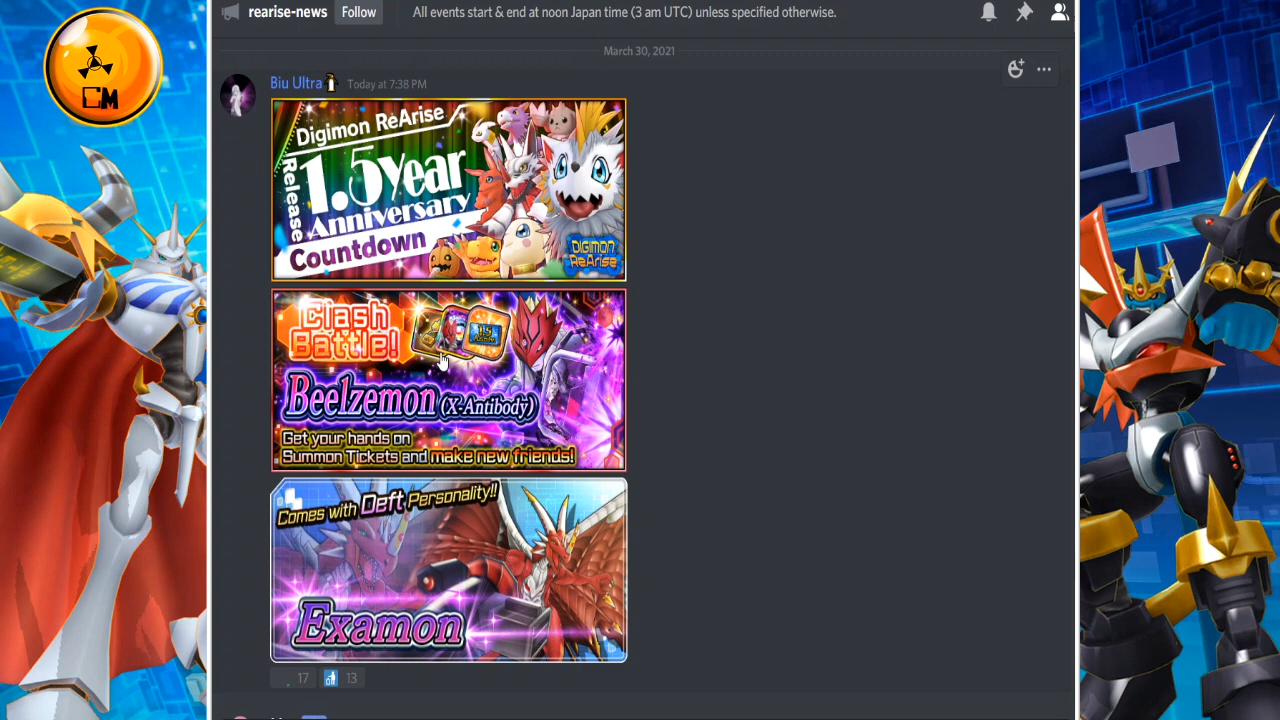 rearise-news Follow All events start & end at noon Japan time (3 am UTC) unless specified otherwise.
March 30, 2021
CM
Biu Ultra Today at 7:38 PM
Digimon ReArise
Release
1.5Year
Anniversary
Countdown
DIGIMON
ReArise
Clash
Battle!
1.5
Beelzemon (X-Antibody)
Get your hands on
Summon Tickets and make new friends!
Comes with Deft Personality!!
Examon
17 13